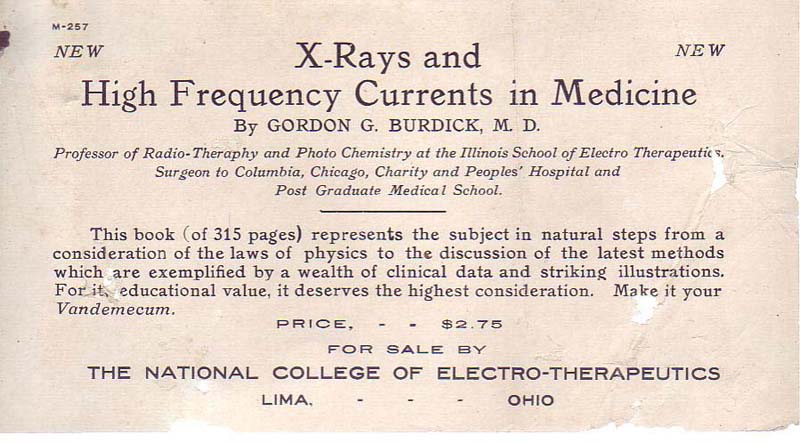 M-257
NEW X-Rays and NEW
High Frequency Currents in Medicine
By GORDON G. BURDICK, M. D.
Professor of Radio-Theraphy and Photo Chemistry at the Illinois School of Electro Therapeutics.
Surgeon to Columbia, Chicago, Charity and Peoples' Hospital and
Post Graduate Medical School.
This book (of 315 pages) represents the subject in natural steps from a
consideration of the laws of physics to the discussion of the latest methods
which are exemplified by a wealth of clinical data and striking illustrations.
For its educational value, it deserves the highest consideration. Make it your
Vandemecum.
PRICE, - - $2.75
FOR SALE BY
THE NATIONAL COLLEGE OF ELECTRO-THERAPEUTICS
LIMA, - - - OHIO